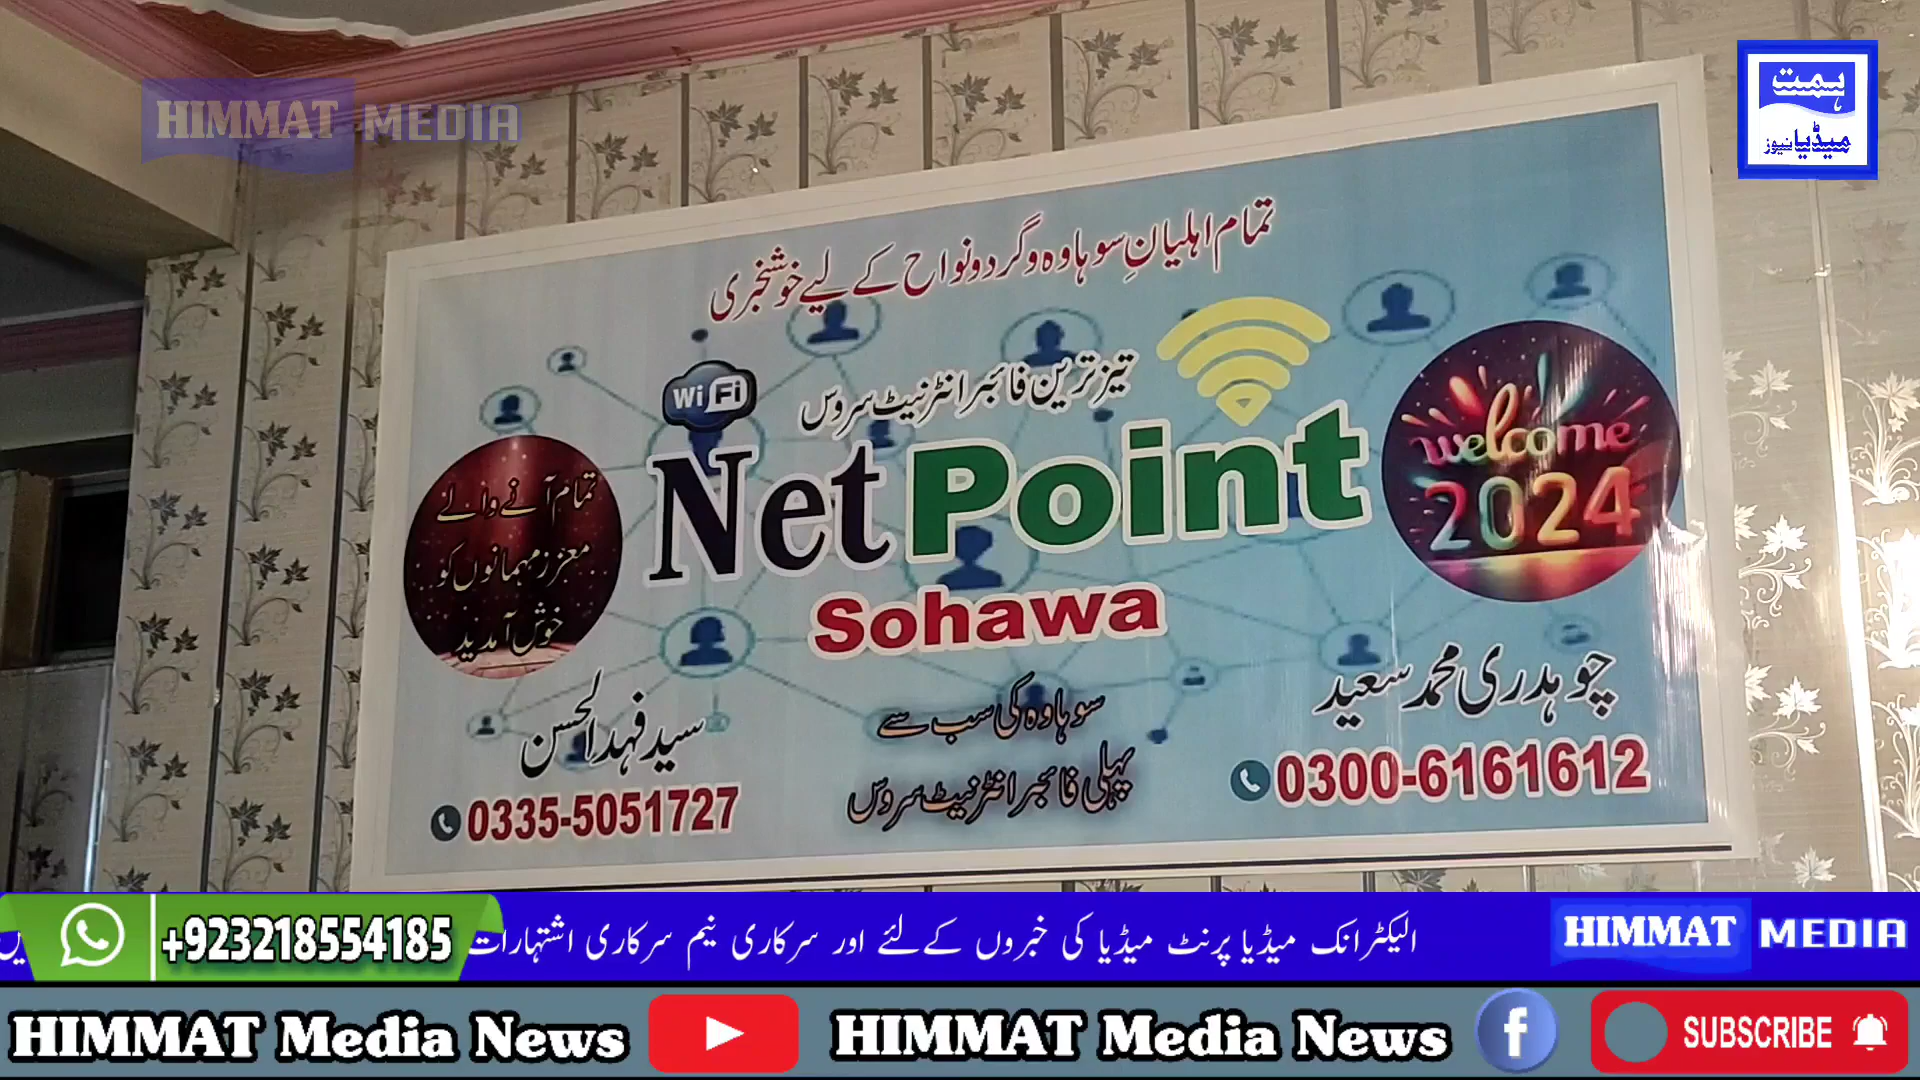 HIMMAT MEDIA
ہمت
میڈیا نیوز
تمام اہلیانِ سوہاوہ و گردونواح کے لیے خوشخبری
تیز ترین فائبر انٹرنیٹ سروس
WiFi
Net Point
Sohawa
welcome
2024
تمام آنے والے
معزز مہمانوں کو
خوش آمدید
سید فہد الحسن
0335-5051727
سوہاوہ کی سب سے
پہلی فائبر انٹرنیٹ سروس
چوہدری محمد سعید
0300-6161612
+923218554185
الیکٹرانک میڈیا پرنٹ میڈیا کی خبروں کے لئے اور سرکاری نیم سرکاری اشتہارات
HIMMAT MEDIA
HIMMAT Media News
HIMMAT Media News
f
SUBSCRIBE